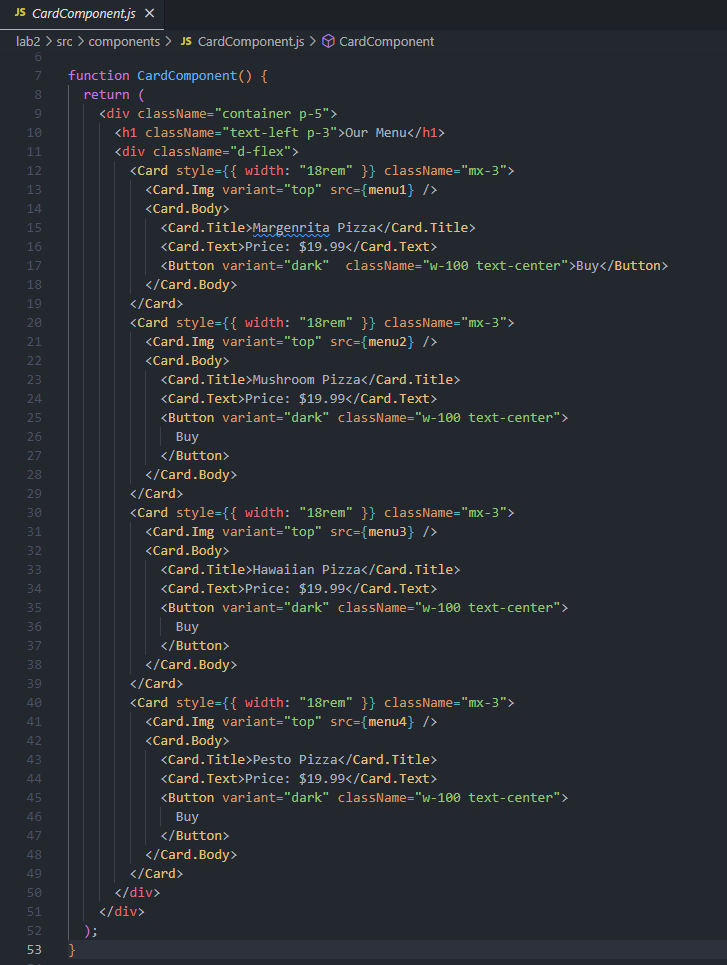 JS CardComponent.js ×
lab2 > src > components > JS CardComponent.js > CardComponent
6
7 function CardComponent() {
8   return (
9     <div className="container p-5">
10       <h1 className="text-left p-3">Our Menu</h1>
11       <div className="d-flex">
12         <Card style={{ width: "18rem" }} className="mx-3">
13           <Card.Img variant="top" src={menu1} />
14           <Card.Body>
15             <Card.Title>Margenrita Pizza</Card.Title>
16             <Card.Text>Price: $19.99</Card.Text>
17             <Button variant="dark"  className="w-100 text-center">Buy</Button>
18           </Card.Body>
19         </Card>
20         <Card style={{ width: "18rem" }} className="mx-3">
21           <Card.Img variant="top" src={menu2} />
22           <Card.Body>
23             <Card.Title>Mushroom Pizza</Card.Title>
24             <Card.Text>Price: $19.99</Card.Text>
25             <Button variant="dark" className="w-100 text-center">
26               Buy
27             </Button>
28           </Card.Body>
29         </Card>
30         <Card style={{ width: "18rem" }} className="mx-3">
31           <Card.Img variant="top" src={menu3} />
32           <Card.Body>
33             <Card.Title>Hawaiian Pizza</Card.Title>
34             <Card.Text>Price: $19.99</Card.Text>
35             <Button variant="dark" className="w-100 text-center">
36               Buy
37             </Button>
38           </Card.Body>
39         </Card>
40         <Card style={{ width: "18rem" }} className="mx-3">
41           <Card.Img variant="top" src={menu4} />
42           <Card.Body>
43             <Card.Title>Pesto Pizza</Card.Title>
44             <Card.Text>Price: $19.99</Card.Text>
45             <Button variant="dark" className="w-100 text-center">
46               Buy
47             </Button>
48           </Card.Body>
49         </Card>
50       </div>
51     </div>
52   );
53 }